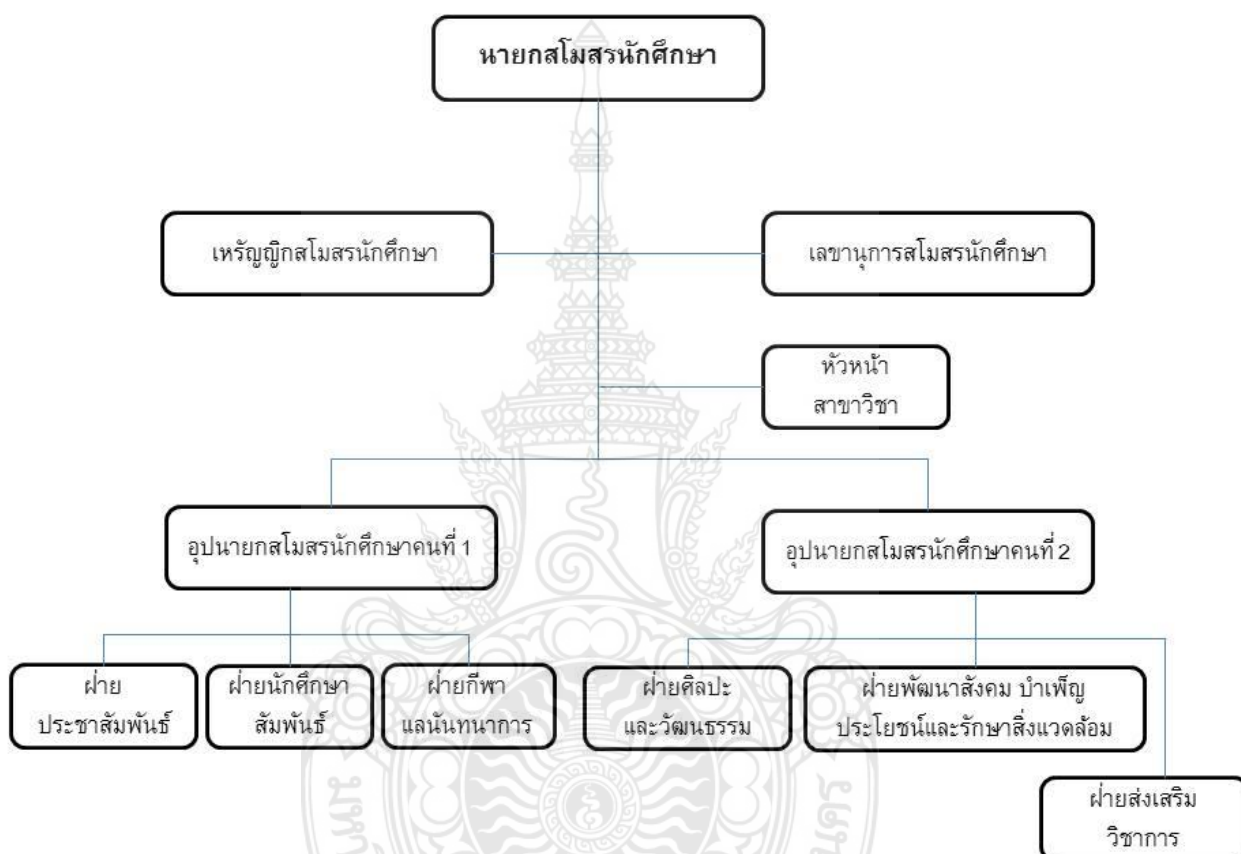 นายกสโมสรนักศึกษา
เหรัญญิกสโมสรนักศึกษา
เลขานุการสโมสรนักศึกษา
หัวหน้า
สาขาวิชา
อุปนายกสโมสรนักศึกษาคนที่ 1
อุปนายกสโมสรนักศึกษาคนที่ 2
ฝ่าย
ประชาสัมพันธ์
ฝ่ายนักศึกษา
สัมพันธ์
ฝ่ายกีฬา
แลนันทนาการ
ฝ่ายศิลปะ
และวัฒนธรรม
ฝ่ายพัฒนาสังคม บำเพ็ญ
ประโยชน์และรักษาสิ่งแวดล้อม
ฝ่ายส่งเสริม
วิชาการ